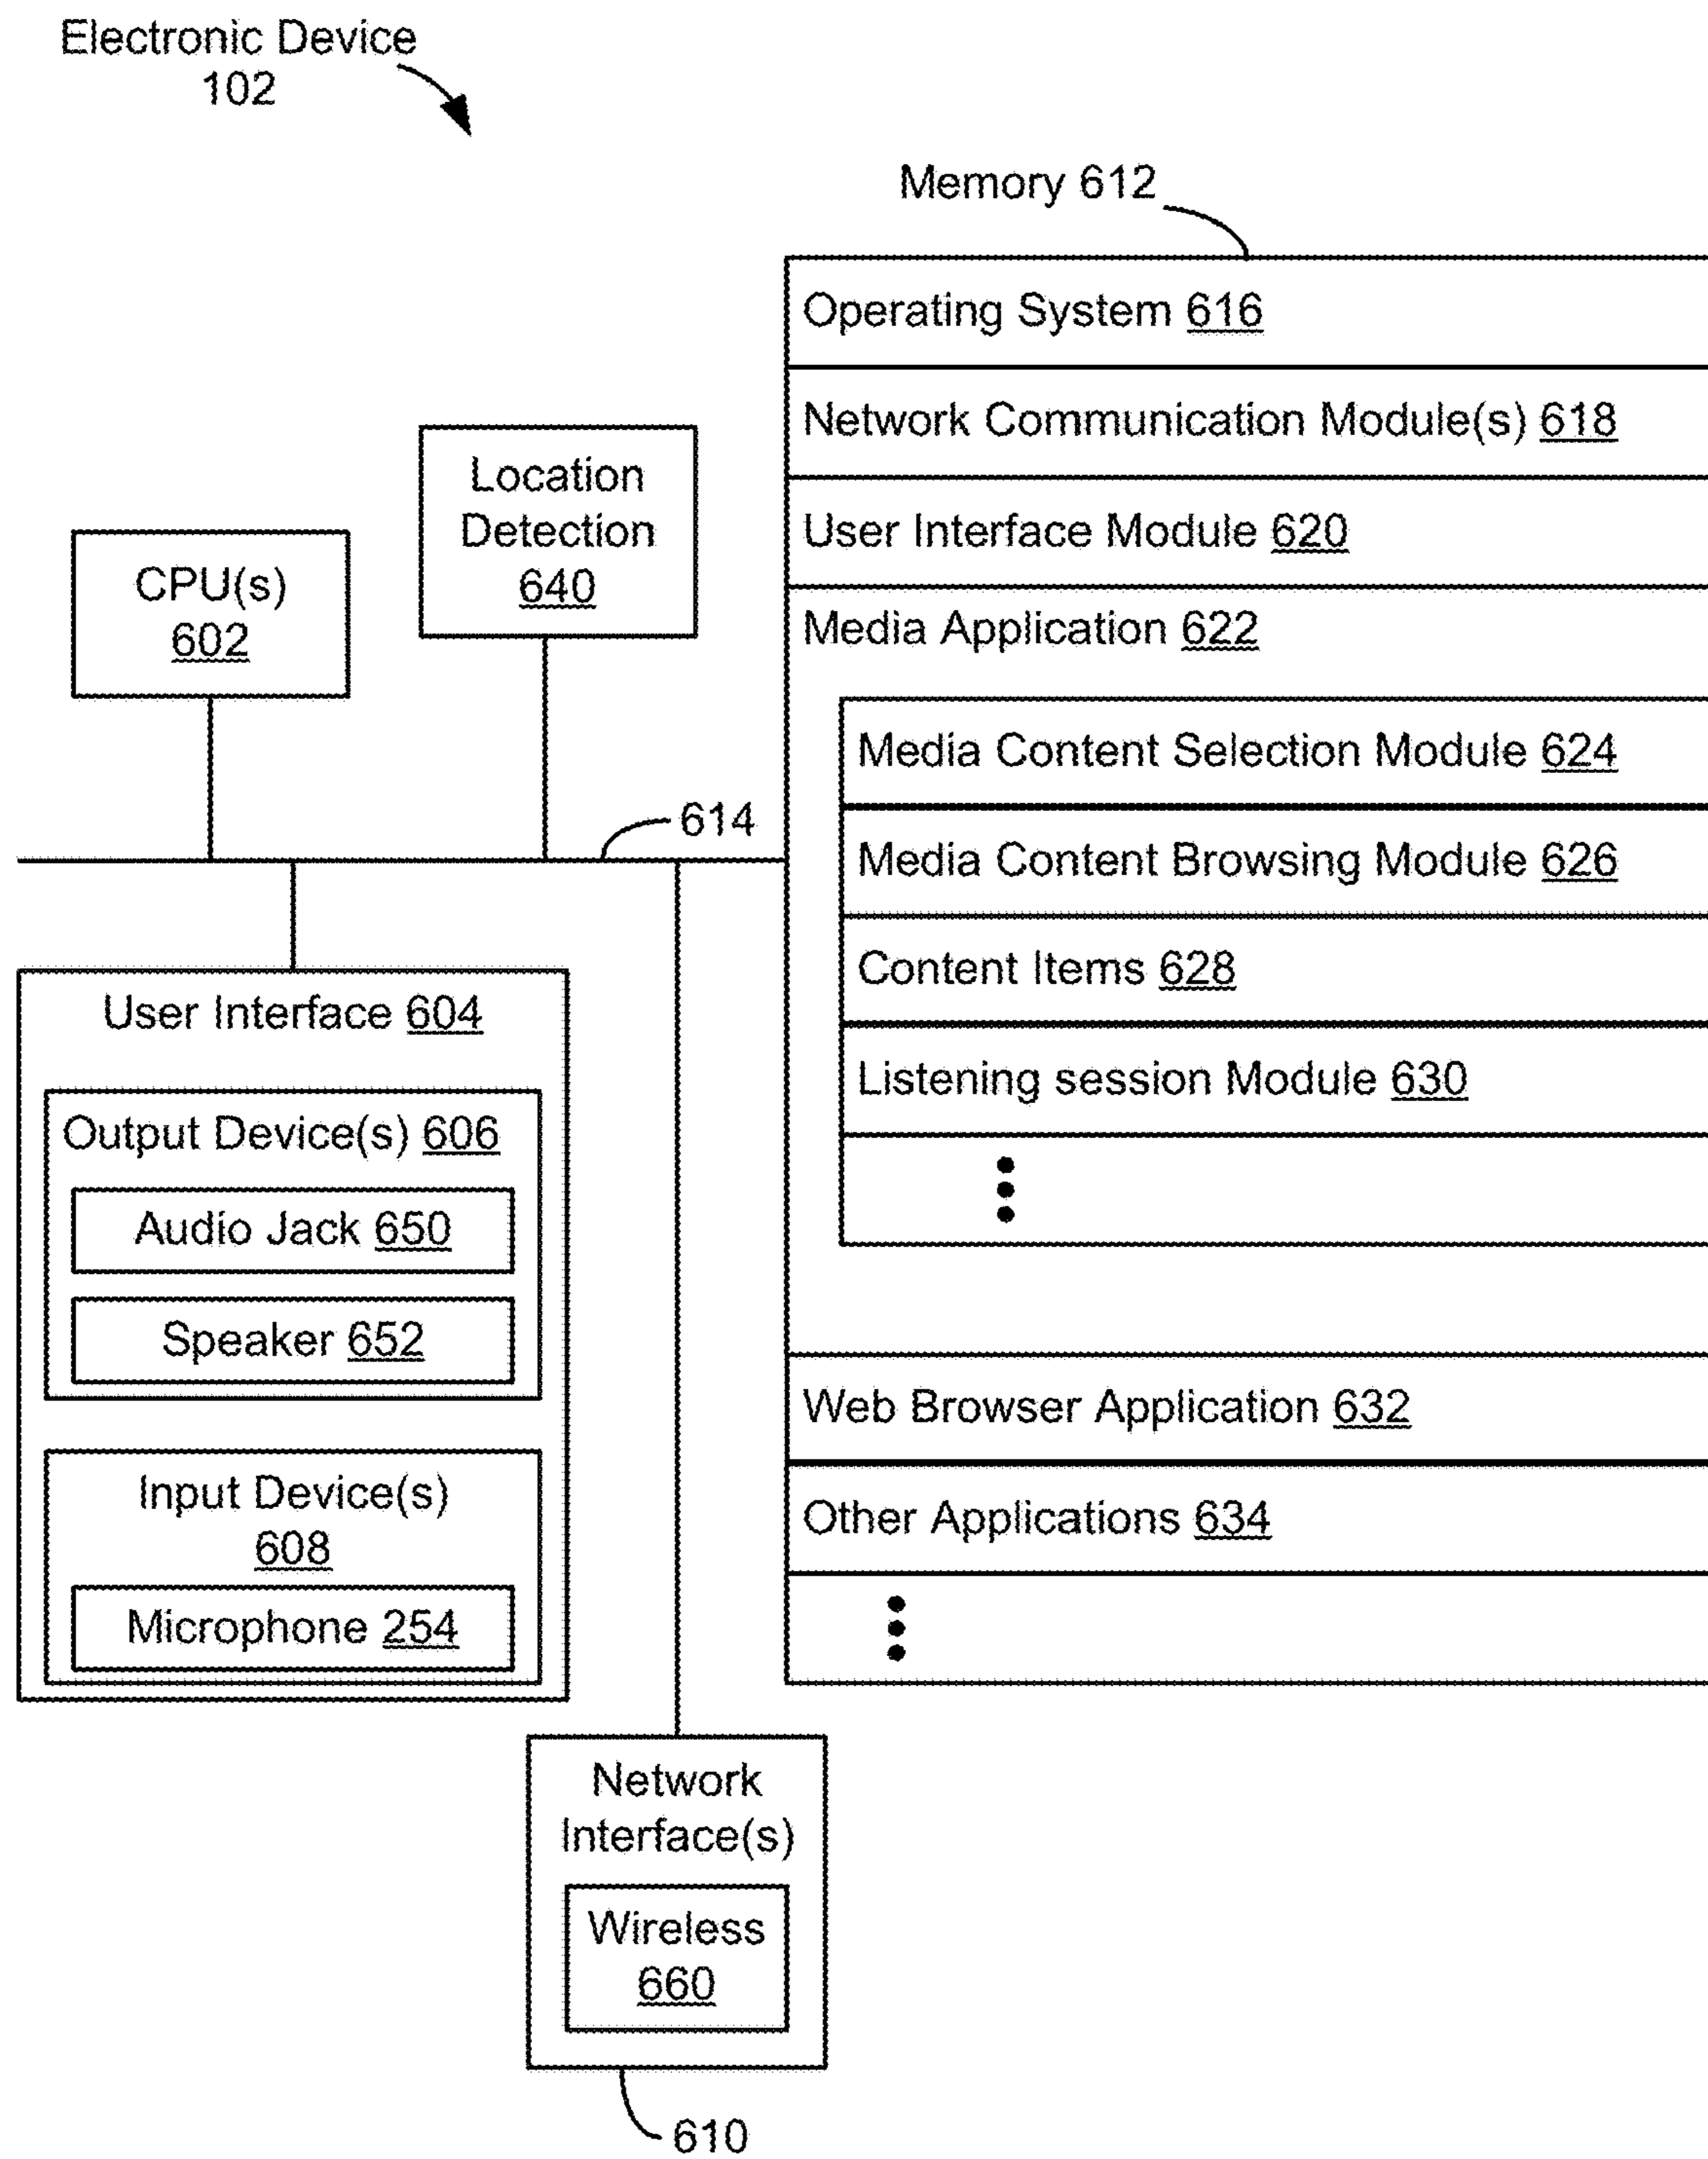 Electronic Device
102
Memory 612
Operating System 616
Network Communication Module(s) 618
User Interface Module 620
Media Application 622
Media Content Selection Module 624
Media Content Browsing Module 626
Content Items 628
Listening session Module 630
Web Browser Application 632
Other Applications 634
Location
Detection
640
CPU(s)
602
614
User Interface 604
Output Device(s) 606
Audio Jack 650
Speaker 652
Input Device(s)
608
Microphone 254
Network
Interface(s)
Wireless
660
610